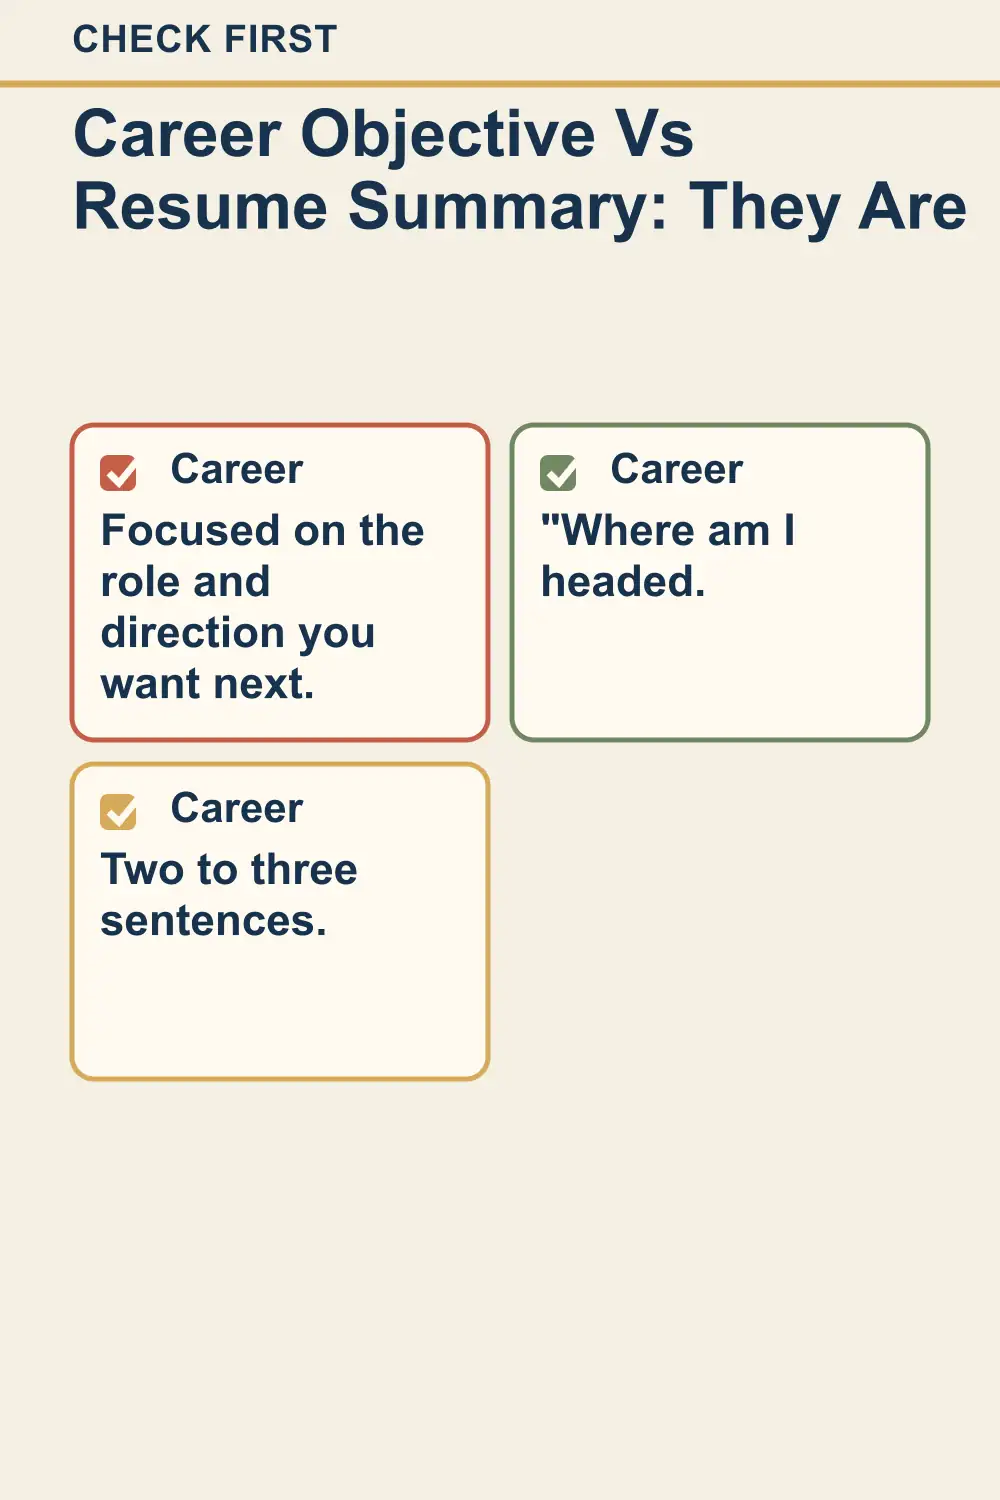 CHECK FIRST
Career Objective Vs
Resume Summary: They Are
Career
Focused on the
role and
direction you
want next.
Career
"Where am I
headed.
Career
Two to three
sentences.